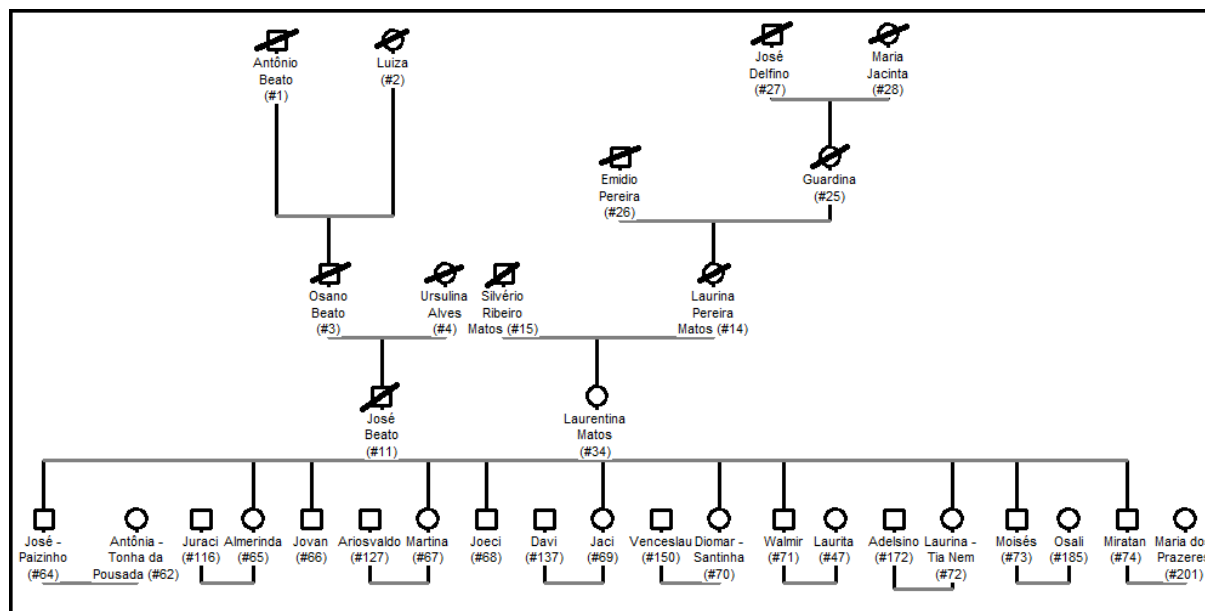 Antônio
Beato
(#1)
Luiza
(#2)
José
Delfino
(#27)
Maria
Jacinta
(#28)
Emidio
Pereira
(#26)
Guardina
(#25)
Osano
Beato
(#3)
Ursulina
Alves
(#4)
Silvério
Ribeiro
Matos (#15)
Laurina
Pereira
Matos (#14)
José
Beato
(#11)
Laurentina
Matos
(#34)
José -
Paizinho
(#64)
Antônia -
Tonha da
Pousada (#62)
Juraci
(#116)
Almerinda
(#65)
Jovan
(#66)
Ariosvaldo
(#127)
Martina
(#67)
Joeci
(#68)
Davi
(#137)
Jaci
(#69)
Venceslau
(#150)
Diomar -
Santinha
(#70)
Walmir
(#71)
Laurita
(#47)
Adelsino
(#172)
Laurina -
Tia Nem
(#72)
Moisés
(#73)
Osali
(#185)
Miratan
(#74)
Maria dos
Prazeres
(#201)